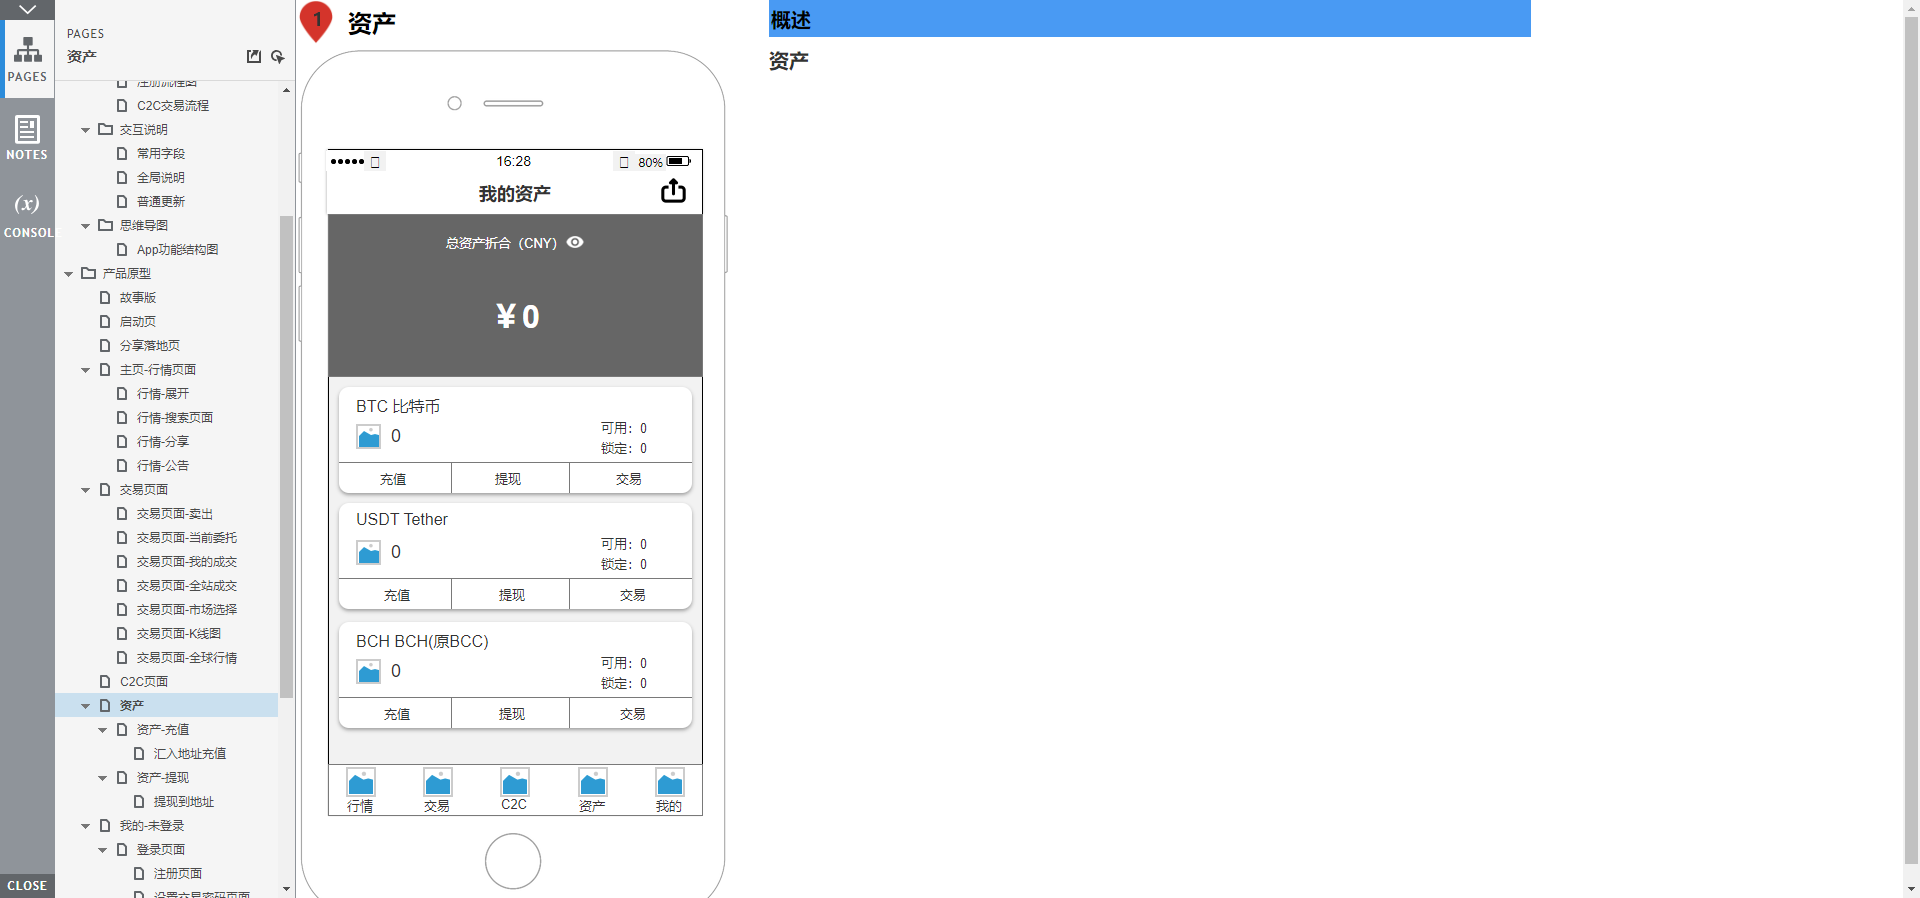 PAGES
NOTES
(x)
CONSOLE
CLOSE
PAGES
资产
注册流程图
C2C交易流程
交互说明
常用字段
全局说明
普通更新
思维导图
App功能结构图
产品原型
故事版
启动页
分享落地页
主页-行情页面
行情-展开
行情-搜索页面
行情-分享
行情-公告
交易页面
交易页面-卖出
交易页面-当前委托
交易页面-我的成交
交易页面-全站成交
交易页面-市场选择
交易页面-K线图
交易页面-全球行情
C2C页面
资产
资产-充值
汇入地址充值
资产-提现
提现到地址
我的-未登录
登录页面
注册页面
设置交易密码页面
1 资产
16:28 80%
我的资产
总资产折合（CNY）
¥ 0
BTC 比特币
0
可用：0
锁定：0
充值 提现 交易
USDT Tether
0
可用：0
锁定：0
充值 提现 交易
BCH BCH(原BCC)
0
可用：0
锁定：0
充值 提现 交易
行情 交易 C2C 资产 我的
概述
资产